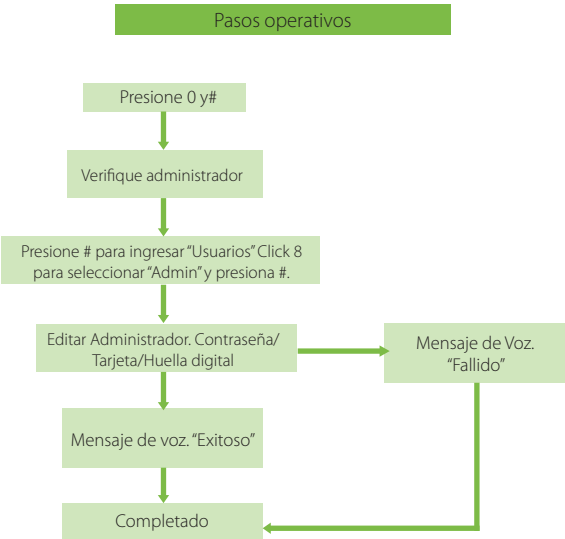 Pasos operativos
Presione 0 y#
Verifique administrador
Presione # para ingresar “Usuarios” Click 8
para seleccionar “Admin” y presiona #.
Editar Administrador. Contraseña/
Tarjeta/Huella digital
Mensaje de Voz.
“Fallido”
Mensaje de voz. “Exitoso”
Completado